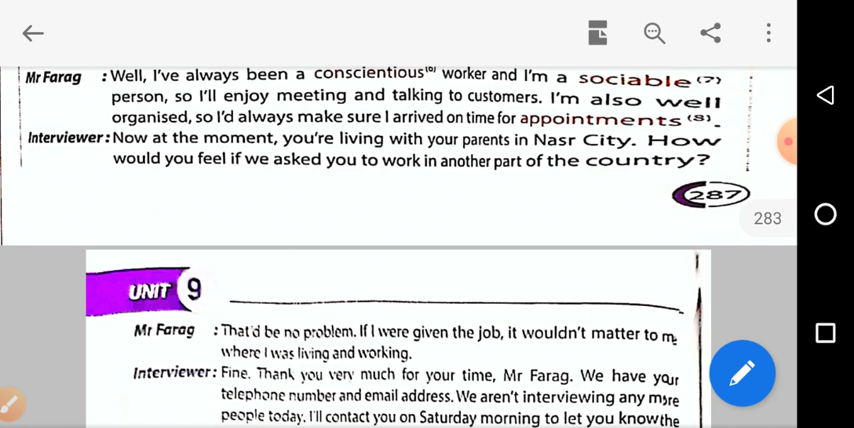 Mr Farag : Well, I've always been a conscientious⁽⁶⁾ worker and I'm a sociable⁽⁷⁾
person, so I'll enjoy meeting and talking to customers. I'm also well
organised, so I'd always make sure I arrived on time for appointments⁽⁸⁾.
Interviewer: Now at the moment, you're living with your parents in Nasr City. How
would you feel if we asked you to work in another part of the country?
287
283
UNIT 9
Mr Farag : That'd be no problem. If I were given the job, it wouldn't matter to me
where I was living and working.
Interviewer: Fine. Thank you very much for your time, Mr Farag. We have your
telephone number and email address. We aren't interviewing any more
people today. I'll contact you on Saturday morning to let you know the